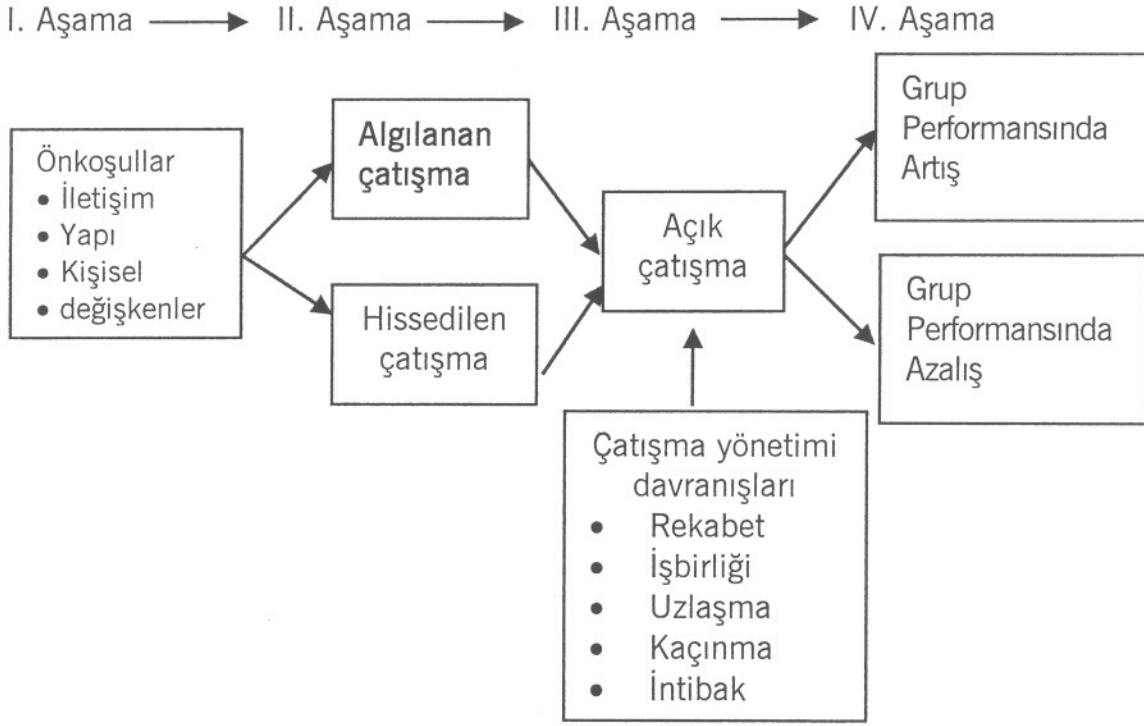 I. Aşama → II. Aşama → III. Aşama → IV. Aşama
Önkoşullar
• İletişim
• Yapı
• Kişisel
• değişkenler
Algılanan
çatışma
Hissedilen
çatışma
Açık
çatışma
Çatışma yönetimi
davranışları
• Rekabet
• İşbirliği
• Uzlaşma
• Kaçınma
• İntibak
Grup
Performansında
Artış
Grup
Performansında
Azalış